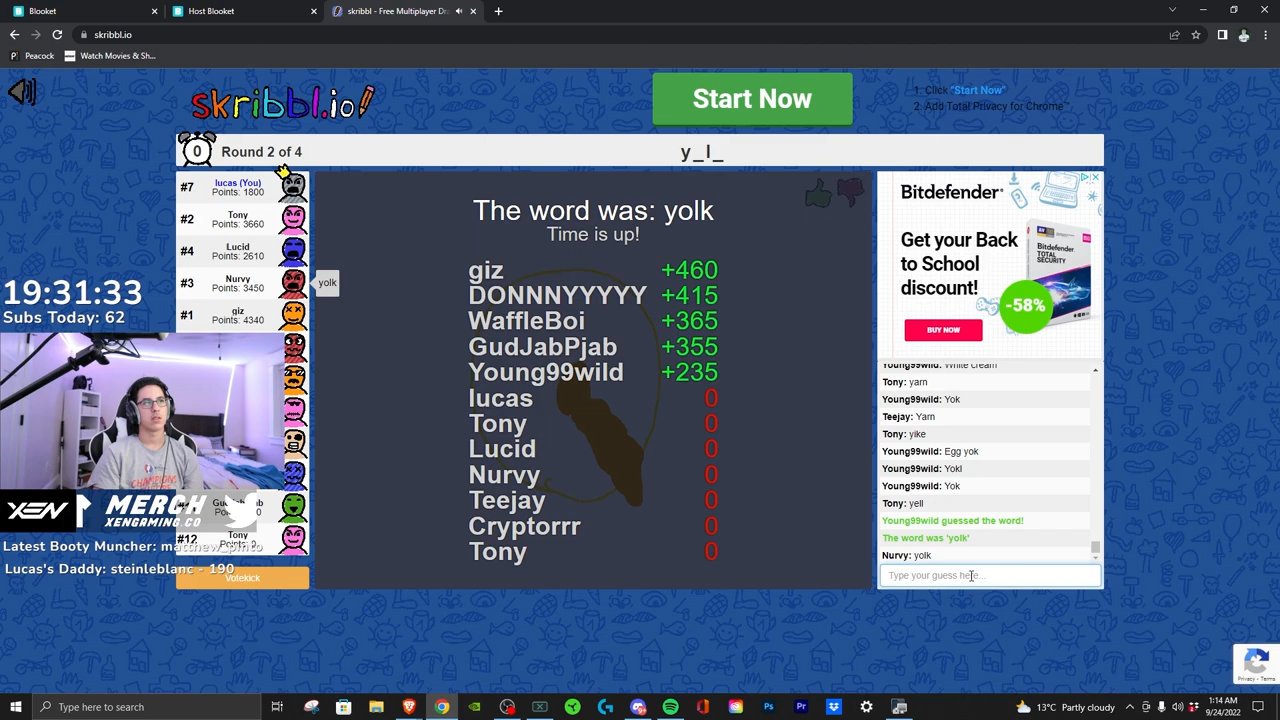 Blooket
Host Blooket
skribbl - Free Multiplayer Dr
skribbl.io
Peacock
Watch Movies & Sh...
skribbl.io
Start Now
1. Click "Start Now"
2. Add Total Privacy for Chrome™
0
Round 2 of 4
y_l_
#7
lucas (You)
Points: 1800
#2
Tony
Points: 3660
#4
Lucid
Points: 2610
#3
Nurvy
Points: 3450
yolk
#1
giz
Points: 4340
#12
Tony
Votekick
19:31:33
Subs Today: 62
XEN
MERCH
XENGAMING.CO
Latest Booty Muncher:
Lucas's Daddy: steinleblanc - 190
The word was: yolk
Time is up!
giz +460
DONNNYYYYY +415
WaffleBoi +365
GudJabPjab +355
Young99wild +235
lucas 0
Tony 0
Lucid 0
Nurvy 0
Teejay 0
Cryptorrr 0
Tony 0
Bitdefender
Get your Back
to School
discount!
-58%
BUY NOW
Bitdefender
TOTAL
SECURITY
Young99wild: White cream
Tony: yarn
Young99wild: Yok
Teejay: Yarn
Tony: yike
Young99wild: Egg yok
Young99wild: Yokl
Young99wild: Yok
Tony: yell
Young99wild guessed the word!
The word was 'yolk'
Nurvy: yolk
Type your guess here...
Privacy - Terms
Type here to search
13°C Partly cloudy
1:14 AM
9/24/2022